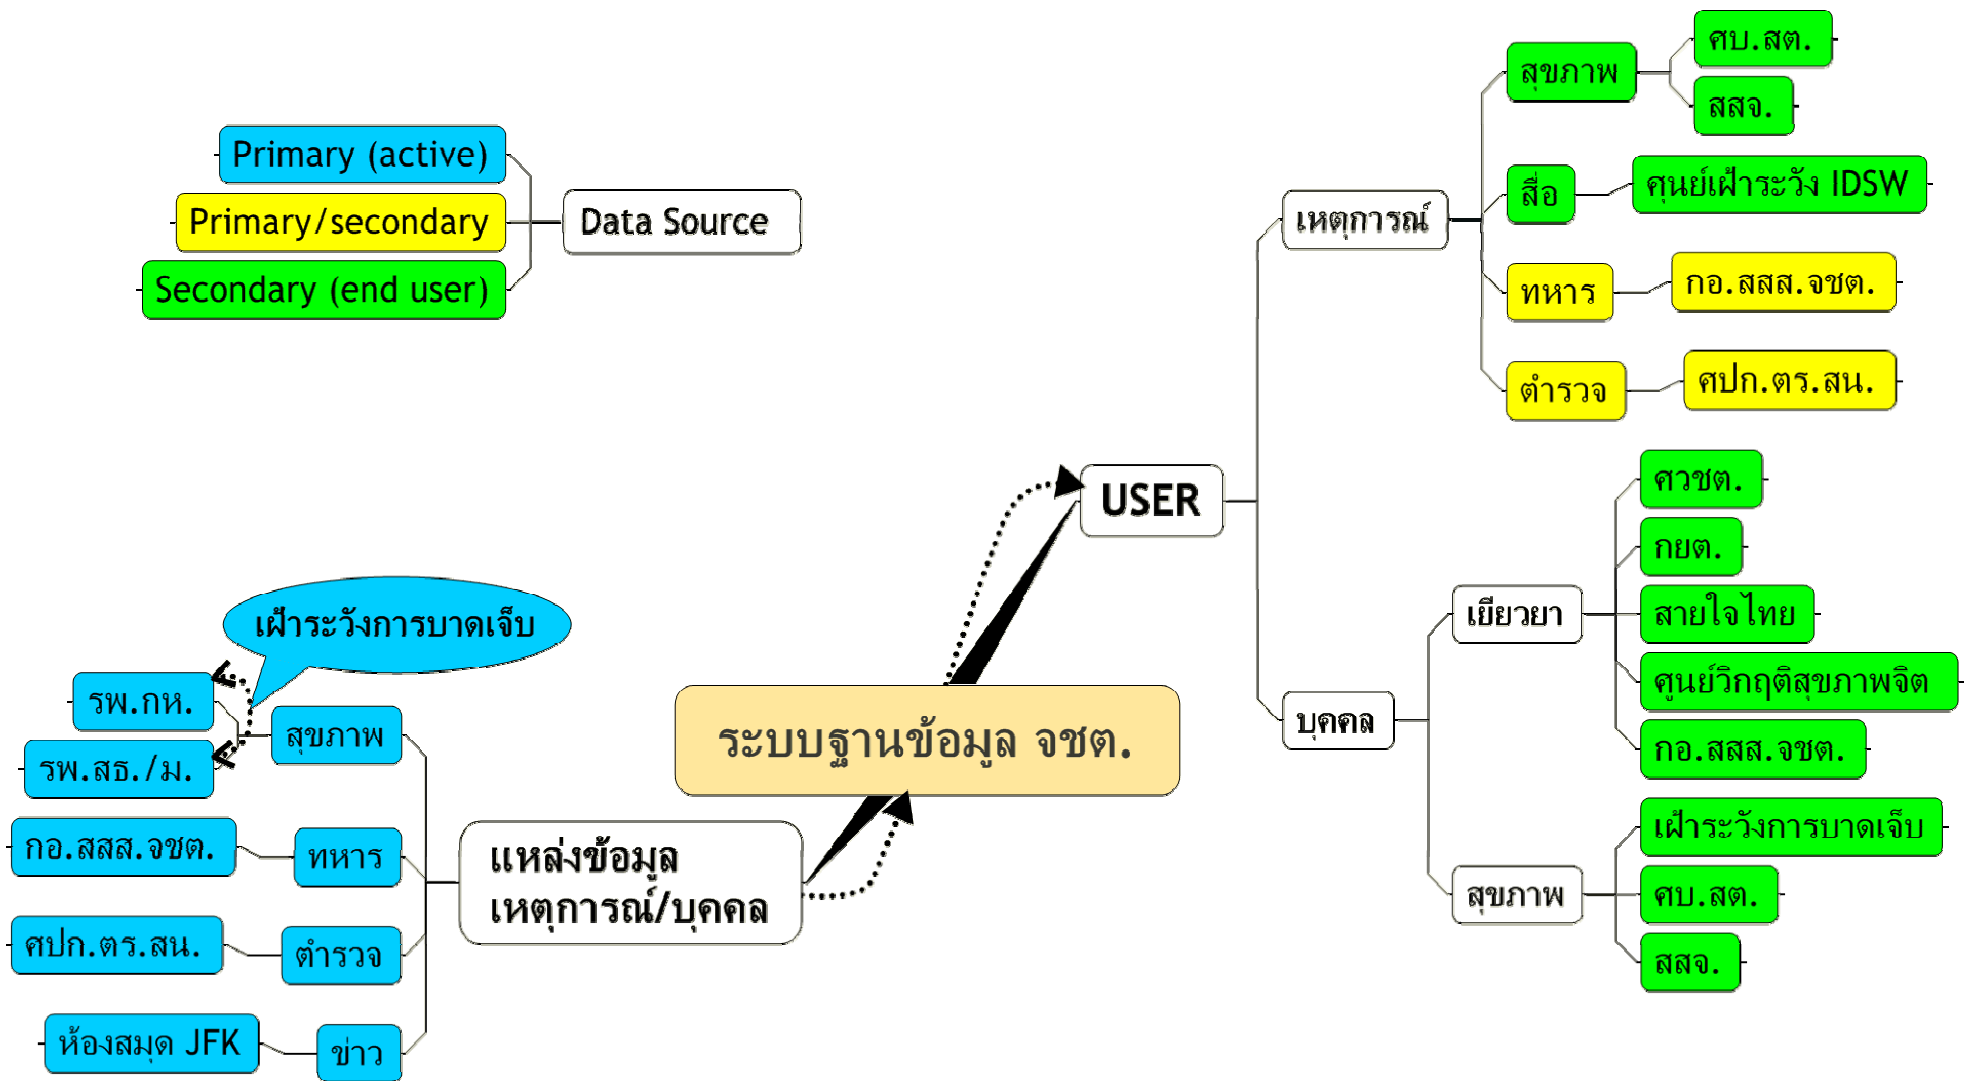 Primary (active)
Primary/secondary
Secondary (end user)
Data Source
เหตุการณ์
สุขภาพ
ศบ.สต.
สสจ.
สื่อ
ศุนย์เฝ้าระวัง IDSW
ทหาร
กอ.สสส.จชต.
ตำรวจ
ศปก.ตร.สน.
USER
บุคคล
เยียวยา
ศวชต.
กยต.
สายใจไทย
ศูนย์วิกฤติสุขภาพจิต
กอ.สสส.จชต.
สุขภาพ
เฝ้าระวังการบาดเจ็บ
ศบ.สต.
สสจ.
ระบบฐานข้อมูล จชต.
แหล่งข้อมูล
เหตุการณ์/บุคคล
เฝ้าระวังการบาดเจ็บ
สุขภาพ
รพ.กห.
รพ.สธ./ม.
ทหาร
กอ.สสส.จชต.
ตำรวจ
ศปก.ตร.สน.
ข่าว
ห้องสมุด JFK